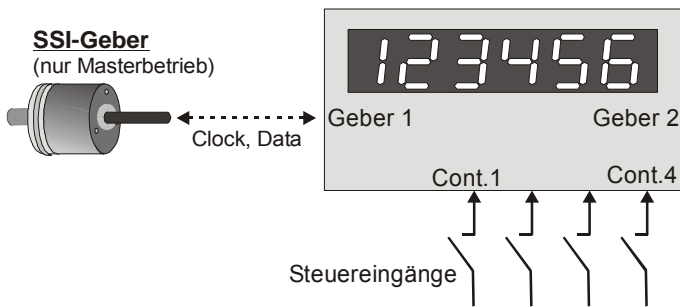 SSI-Geber
(nur Masterbetrieb)
123456
Geber 1
Geber 2
Clock, Data
Cont.1
Cont.4
Steuereingänge